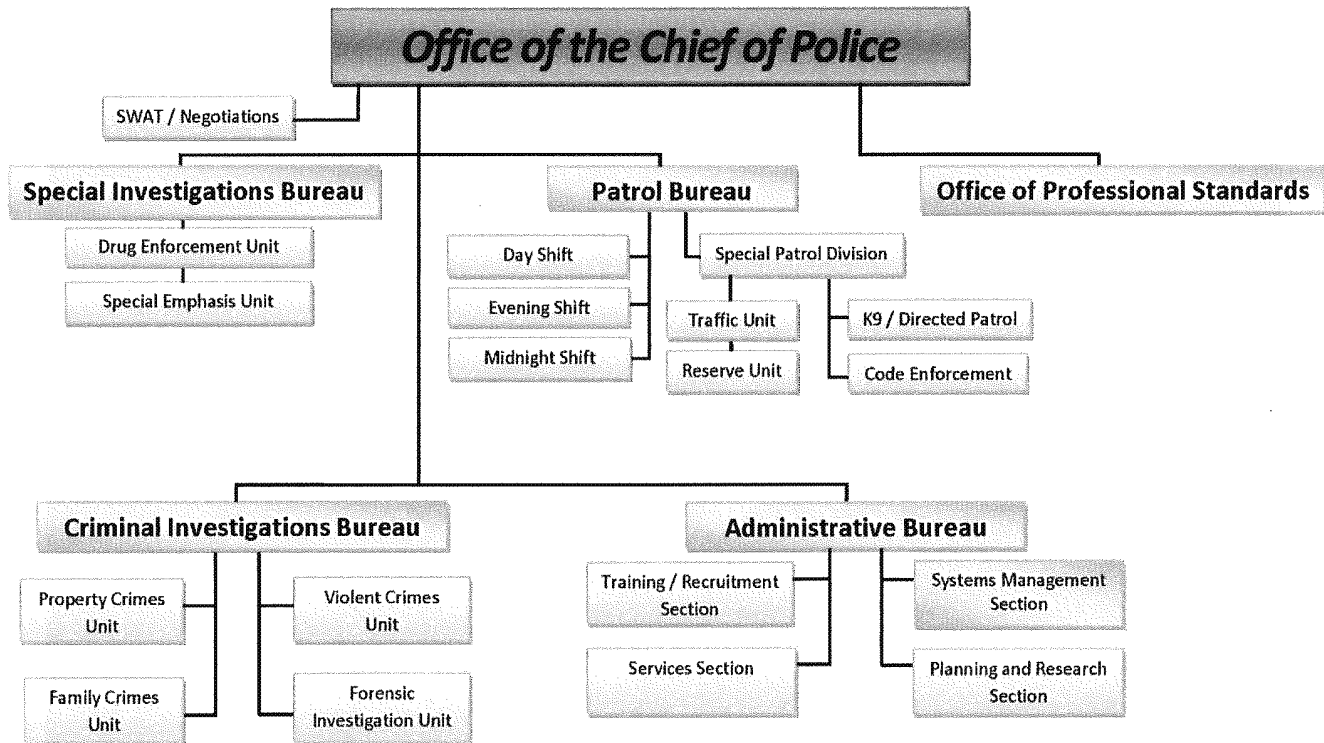 Office of the Chief of Police
SWAT / Negotiations
Special Investigations Bureau
Drug Enforcement Unit
Special Emphasis Unit
Patrol Bureau
Day Shift
Evening Shift
Midnight Shift
Special Patrol Division
Traffic Unit
Reserve Unit
K9 / Directed Patrol
Code Enforcement
Office of Professional Standards
Criminal Investigations Bureau
Property Crimes
Unit
Family Crimes
Unit
Violent Crimes
Unit
Forensic
Investigation Unit
Administrative Bureau
Training / Recruitment
Section
Services Section
Systems Management
Section
Planning and Research
Section